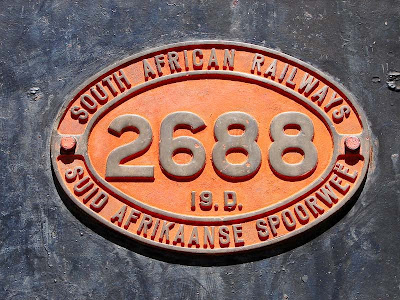 SOUTH AFRICAN RAILWAYS
2688
19.D.
SUID AFRIKAANSE SPOORWEË